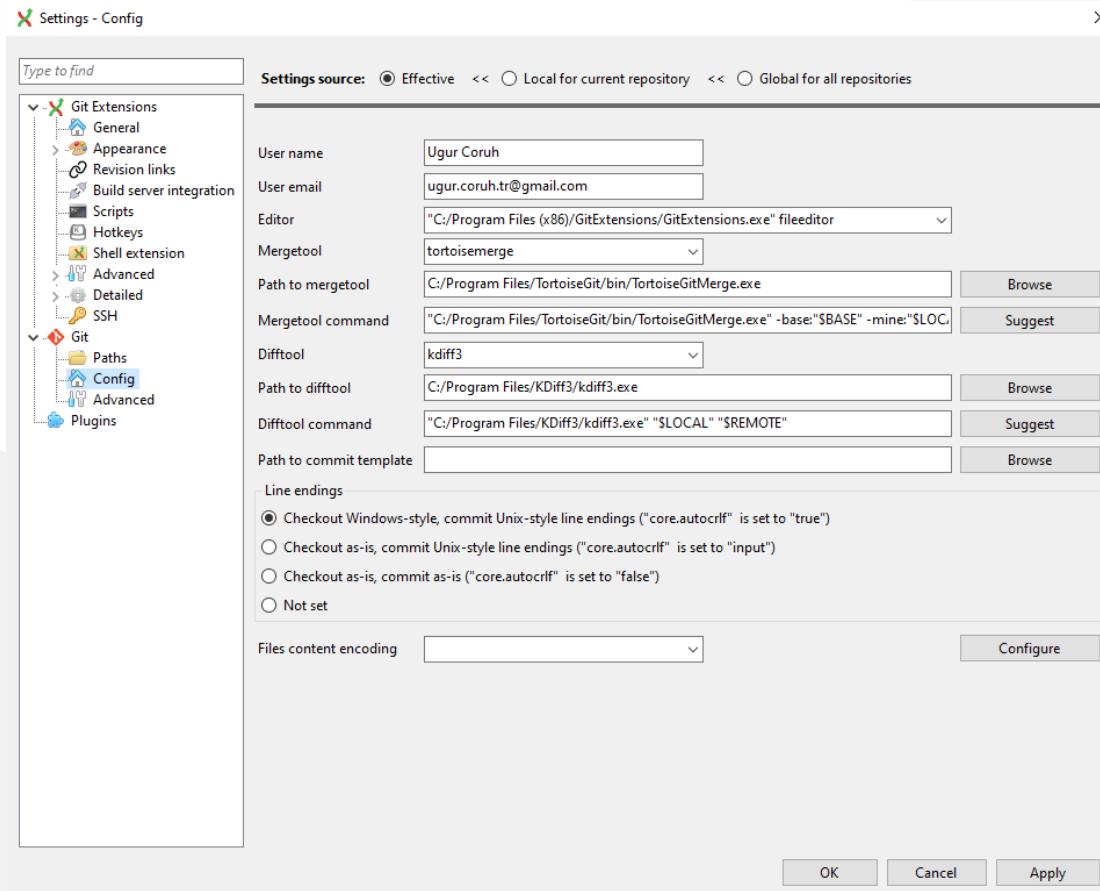 Settings - Config
Type to find
Settings source: Effective << Local for current repository << Global for all repositories
Git Extensions
General
Appearance
Revision links
Build server integration
Scripts
Hotkeys
Shell extension
Advanced
Detailed
SSH
Git
Paths
Config
Advanced
Plugins
User name Ugur Coruh
User email ugur.coruh.tr@gmail.com
Editor "C:/Program Files (x86)/GitExtensions/GitExtensions.exe" fileeditor
Mergetool tortoisemerge
Path to mergetool C:/Program Files/TortoiseGit/bin/TortoiseGitMerge.exe Browse
Mergetool command "C:/Program Files/TortoiseGit/bin/TortoiseGitMerge.exe" -base:"$BASE" -mine:"$LOCA Suggest
Difftool kdiff3
Path to difftool C:/Program Files/KDiff3/kdiff3.exe Browse
Difftool command "C:/Program Files/KDiff3/kdiff3.exe" "$LOCAL" "$REMOTE" Suggest
Path to commit template Browse
Line endings
Checkout Windows-style, commit Unix-style line endings ("core.autocrlf" is set to "true")
Checkout as-is, commit Unix-style line endings ("core.autocrlf" is set to "input")
Checkout as-is, commit as-is ("core.autocrlf" is set to "false")
Not set
Files content encoding Configure
OK Cancel Apply